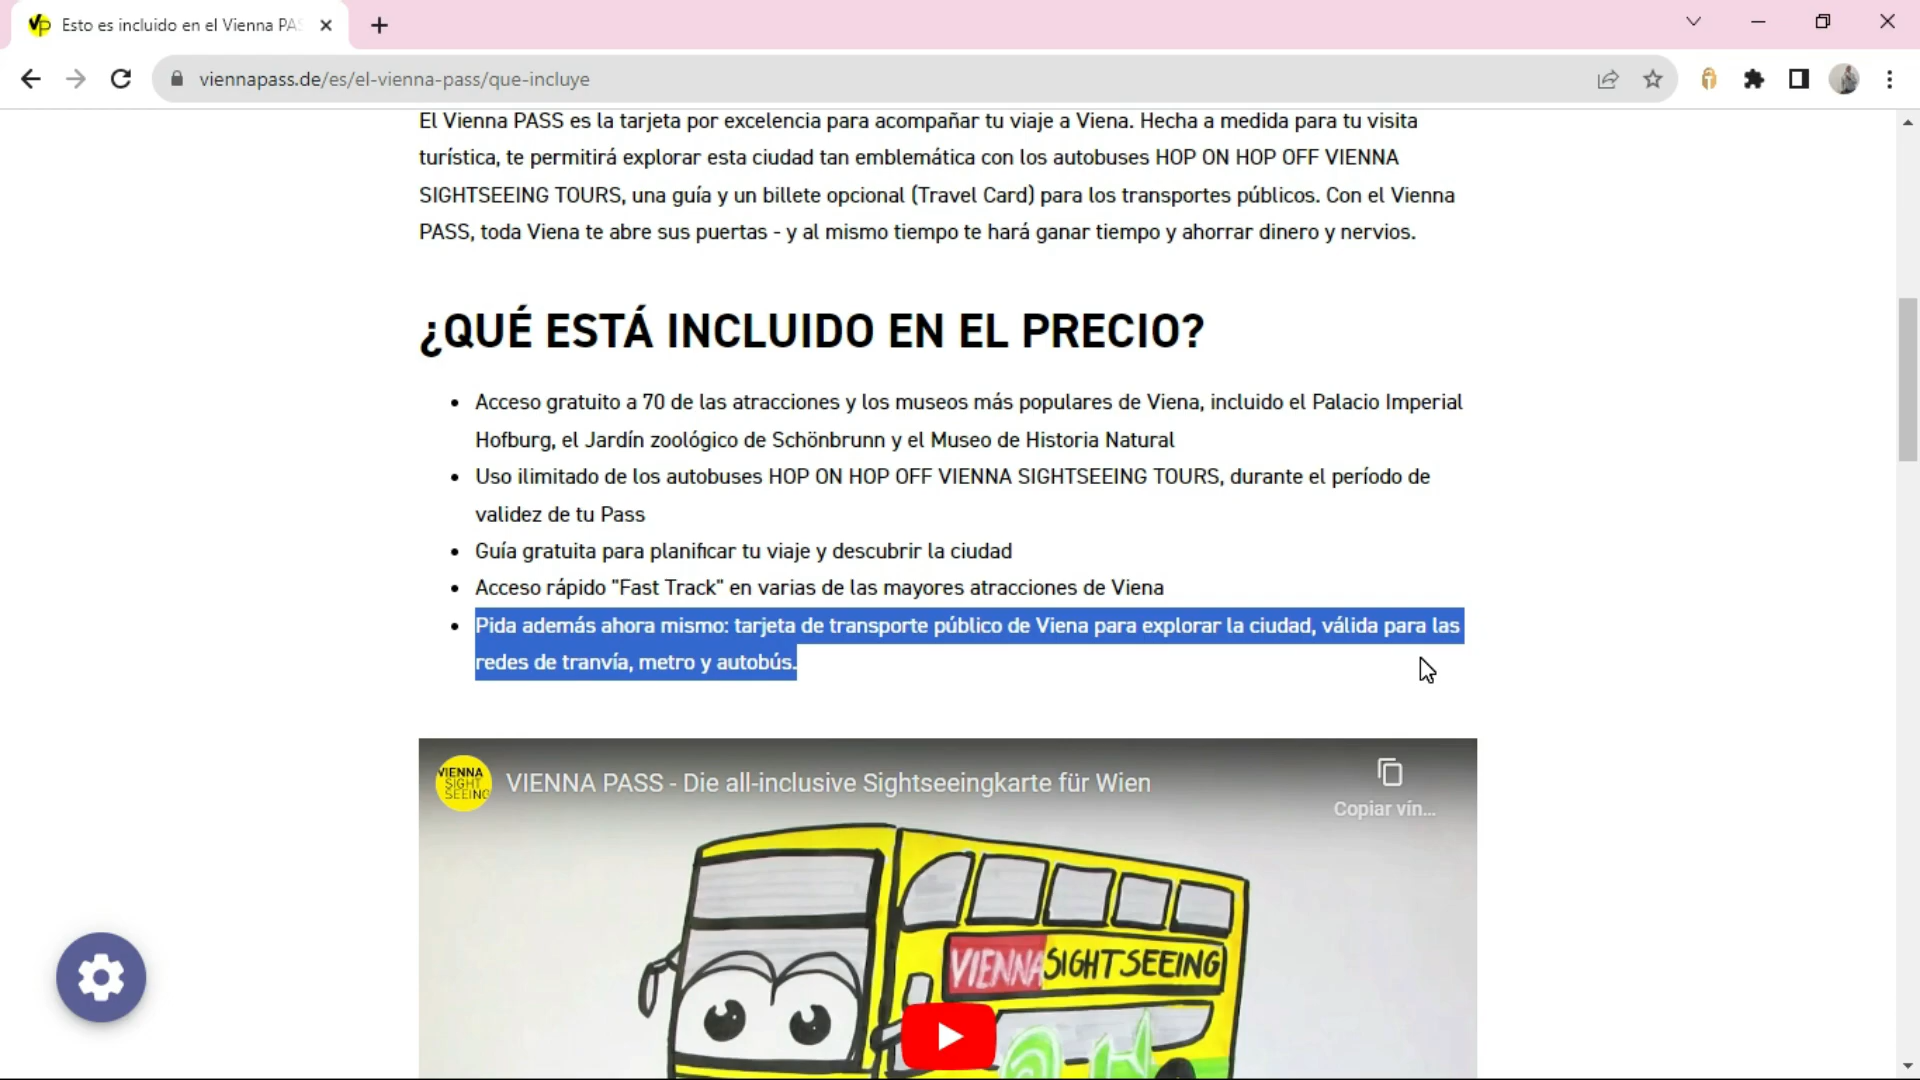 Esto es incluido en el Vienna PAS
viennapass.de/es/el-vienna-pass/que-incluye
El Vienna PASS es la tarjeta por excelencia para acompañar tu viaje a Viena. Hecha a medida para tu visita
turística, te permitirá explorar esta ciudad tan emblemática con los autobuses HOP ON HOP OFF VIENNA
SIGHTSEEING TOURS, una guía y un billete opcional (Travel Card) para los transportes públicos. Con el Vienna
PASS, toda Viena te abre sus puertas - y al mismo tiempo te hará ganar tiempo y ahorrar dinero y nervios.
¿QUÉ ESTÁ INCLUIDO EN EL PRECIO?
Acceso gratuito a 70 de las atracciones y los museos más populares de Viena, incluido el Palacio Imperial
Hofburg, el Jardín zoológico de Schönbrunn y el Museo de Historia Natural
Uso ilimitado de los autobuses HOP ON HOP OFF VIENNA SIGHTSEEING TOURS, durante el período de
validez de tu Pass
Guía gratuita para planificar tu viaje y descubrir la ciudad
Acceso rápido "Fast Track" en varias de las mayores atracciones de Viena
Pida además ahora mismo: tarjeta de transporte público de Viena para explorar la ciudad, válida para las
redes de tranvía, metro y autobús.
VIENNA
SIGHT
SEEING
VIENNA PASS - Die all-inclusive Sightseeingkarte für Wien
Copiar vín...
VIENNA SIGHTSEEING